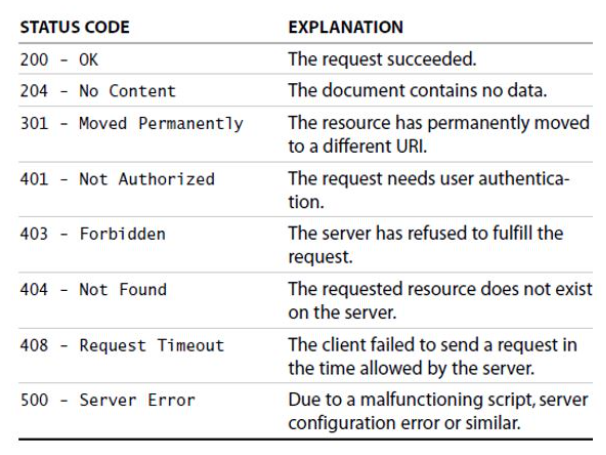 STATUS CODE EXPLANATION
200 - OK The request succeeded.
204 - No Content The document contains no data.
301 - Moved Permanently The resource has permanently moved
to a different URI.
401 - Not Authorized The request needs user authentica-
tion.
403 - Forbidden The server has refused to fulfill the
request.
404 - Not Found The requested resource does not exist
on the server.
408 - Request Timeout The client failed to send a request in
the time allowed by the server.
500 - Server Error Due to a malfunctioning script, server
configuration error or similar.